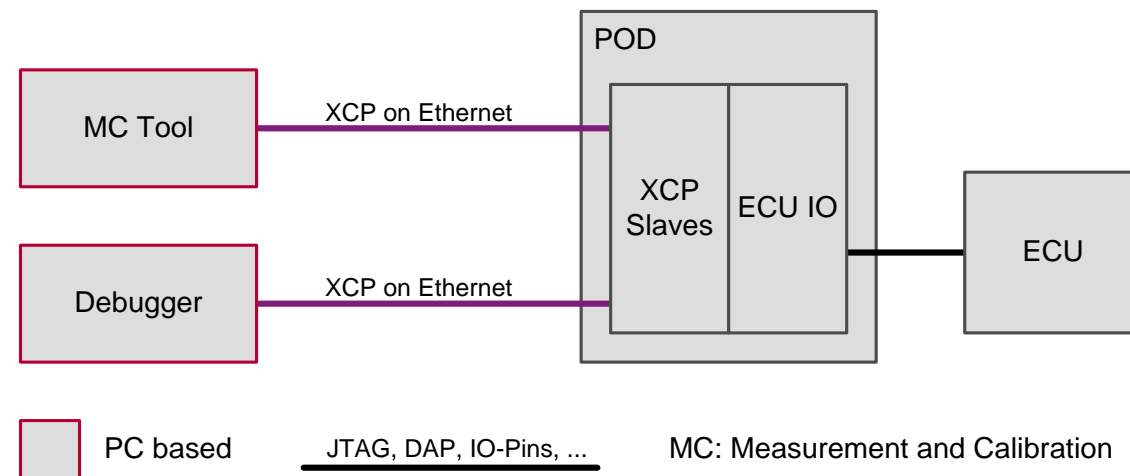 POD
MC Tool
XCP on Ethernet
XCP
Slaves
ECU IO
ECU
Debugger
XCP on Ethernet
PC based
JTAG, DAP, IO-Pins, ...
MC: Measurement and Calibration